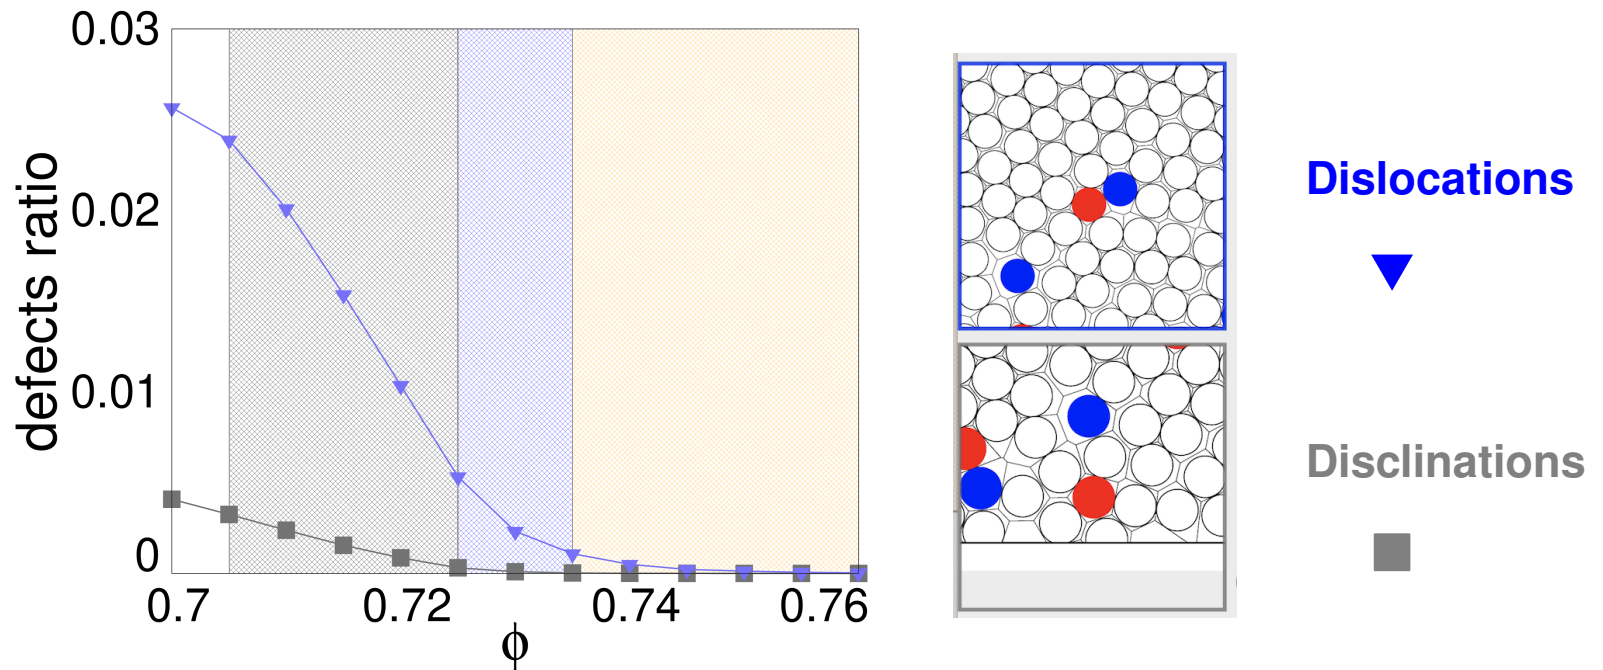 0.03
0.02
0.01
0
defects ratio
0.7 0.72 0.74 0.76
ϕ
Dislocations
Disclinations